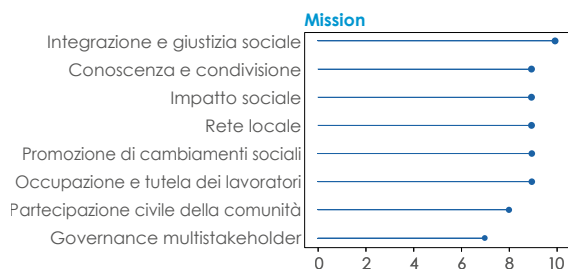 Mission
Integrazione e giustizia sociale
Conoscenza e condivisione
Impatto sociale
Rete locale
Promozione di cambiamenti sociali
Occupazione e tutela dei lavoratori
Partecipazione civile della comunità
Governance multistakeholder
0 2 4 6 8 10